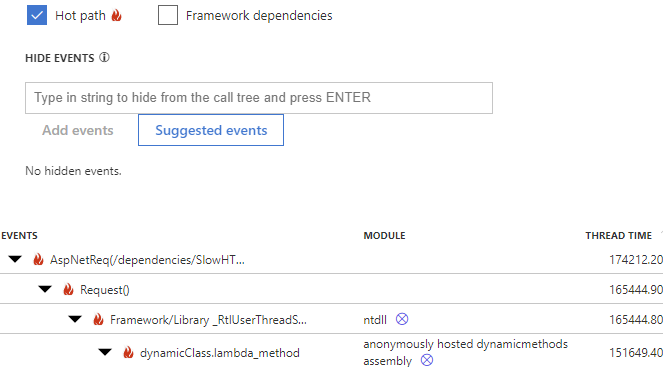 Hot path Framework dependencies
HIDE EVENTS
Type in string to hide from the call tree and press ENTER
Add events Suggested events
No hidden events.
EVENTS MODULE THREAD TIME
AspNetReq(/dependencies/SlowHT... 174212.20
Request() 165444.90
Framework/Library _RtlUserThreadS... ntdll 165444.80
dynamicClass.lambda_method anonymously hosted dynamicmethods assembly 151649.40